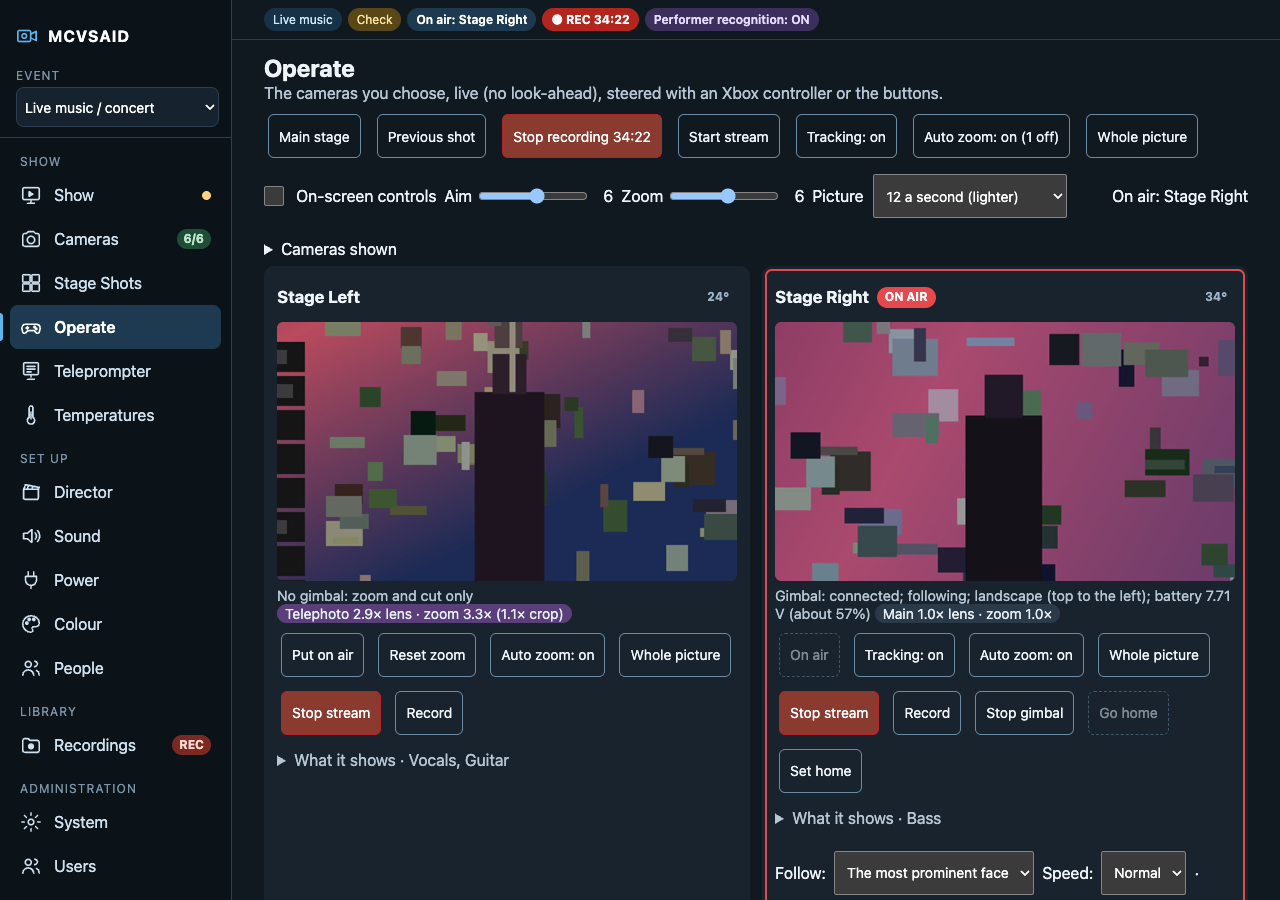 MCVSAID
EVENT
Live music / concert
SHOW
Show
Cameras 6/6
Stage Shots
Operate
Teleprompter
Temperatures
SET UP
Director
Sound
Power
Colour
People
LIBRARY
Recordings REC
ADMINISTRATION
System
Users
Live music Check On air: Stage Right REC 34:22 Performer recognition: ON
Operate
The cameras you choose, live (no look-ahead), steered with an Xbox controller or the buttons.
Main stage Previous shot Stop recording 34:22 Start stream Tracking: on Auto zoom: on (1 off) Whole picture
On-screen controls Aim 6 Zoom 6 Picture 12 a second (lighter) On air: Stage Right
Cameras shown
Stage Left 24°
No gimbal: zoom and cut only
Telephoto 2.9× lens · zoom 3.3× (1.1× crop)
Put on air Reset zoom Auto zoom: on Whole picture
Stop stream Record
What it shows · Vocals, Guitar
Stage Right ON AIR 34°
Gimbal: connected; following; landscape (top to the left); battery 7.71
V (about 57%) Main 1.0× lens · zoom 1.0×
On air Tracking: on Auto zoom: on Whole picture
Stop stream Record Stop gimbal Go home
Set home
What it shows · Bass
Follow: The most prominent face Speed: Normal ·